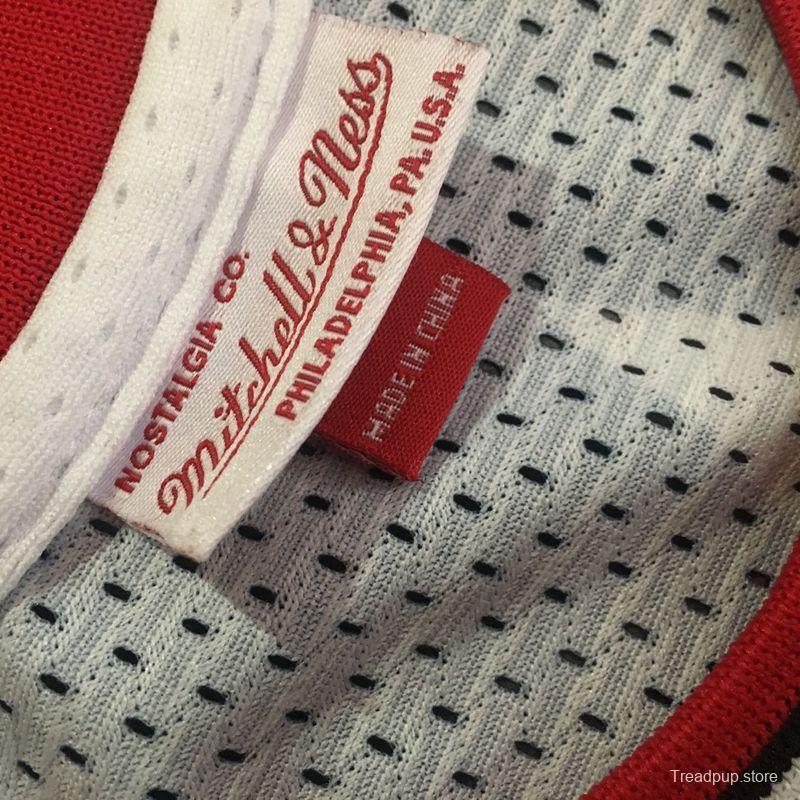 NOSTALGIA CO.
Mitchell & Ness
PHILADELPHIA, PA. U.S.A.
MADE IN CHINA
Treadpup.store